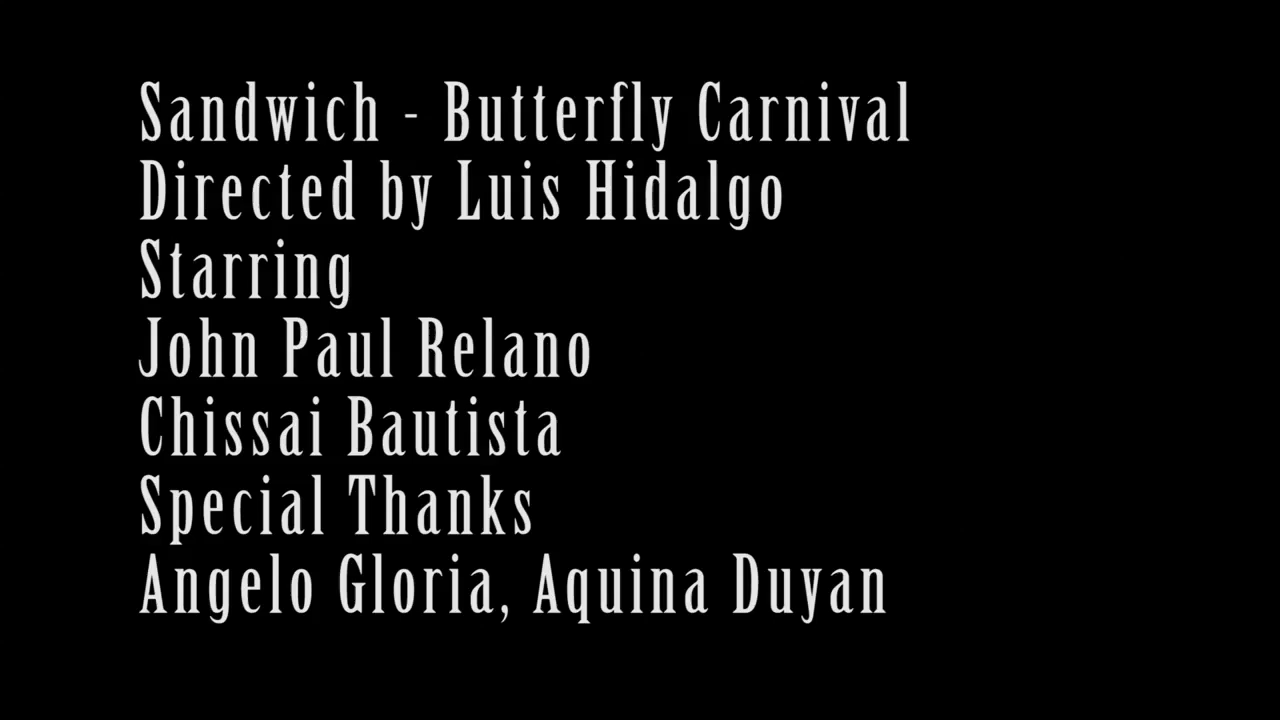 Sandwich - Butterfly Carnival
Directed by Luis Hidalgo
Starring
John Paul Relano
Chissai Bautista
Special Thanks
Angelo Gloria, Aquina Duyan